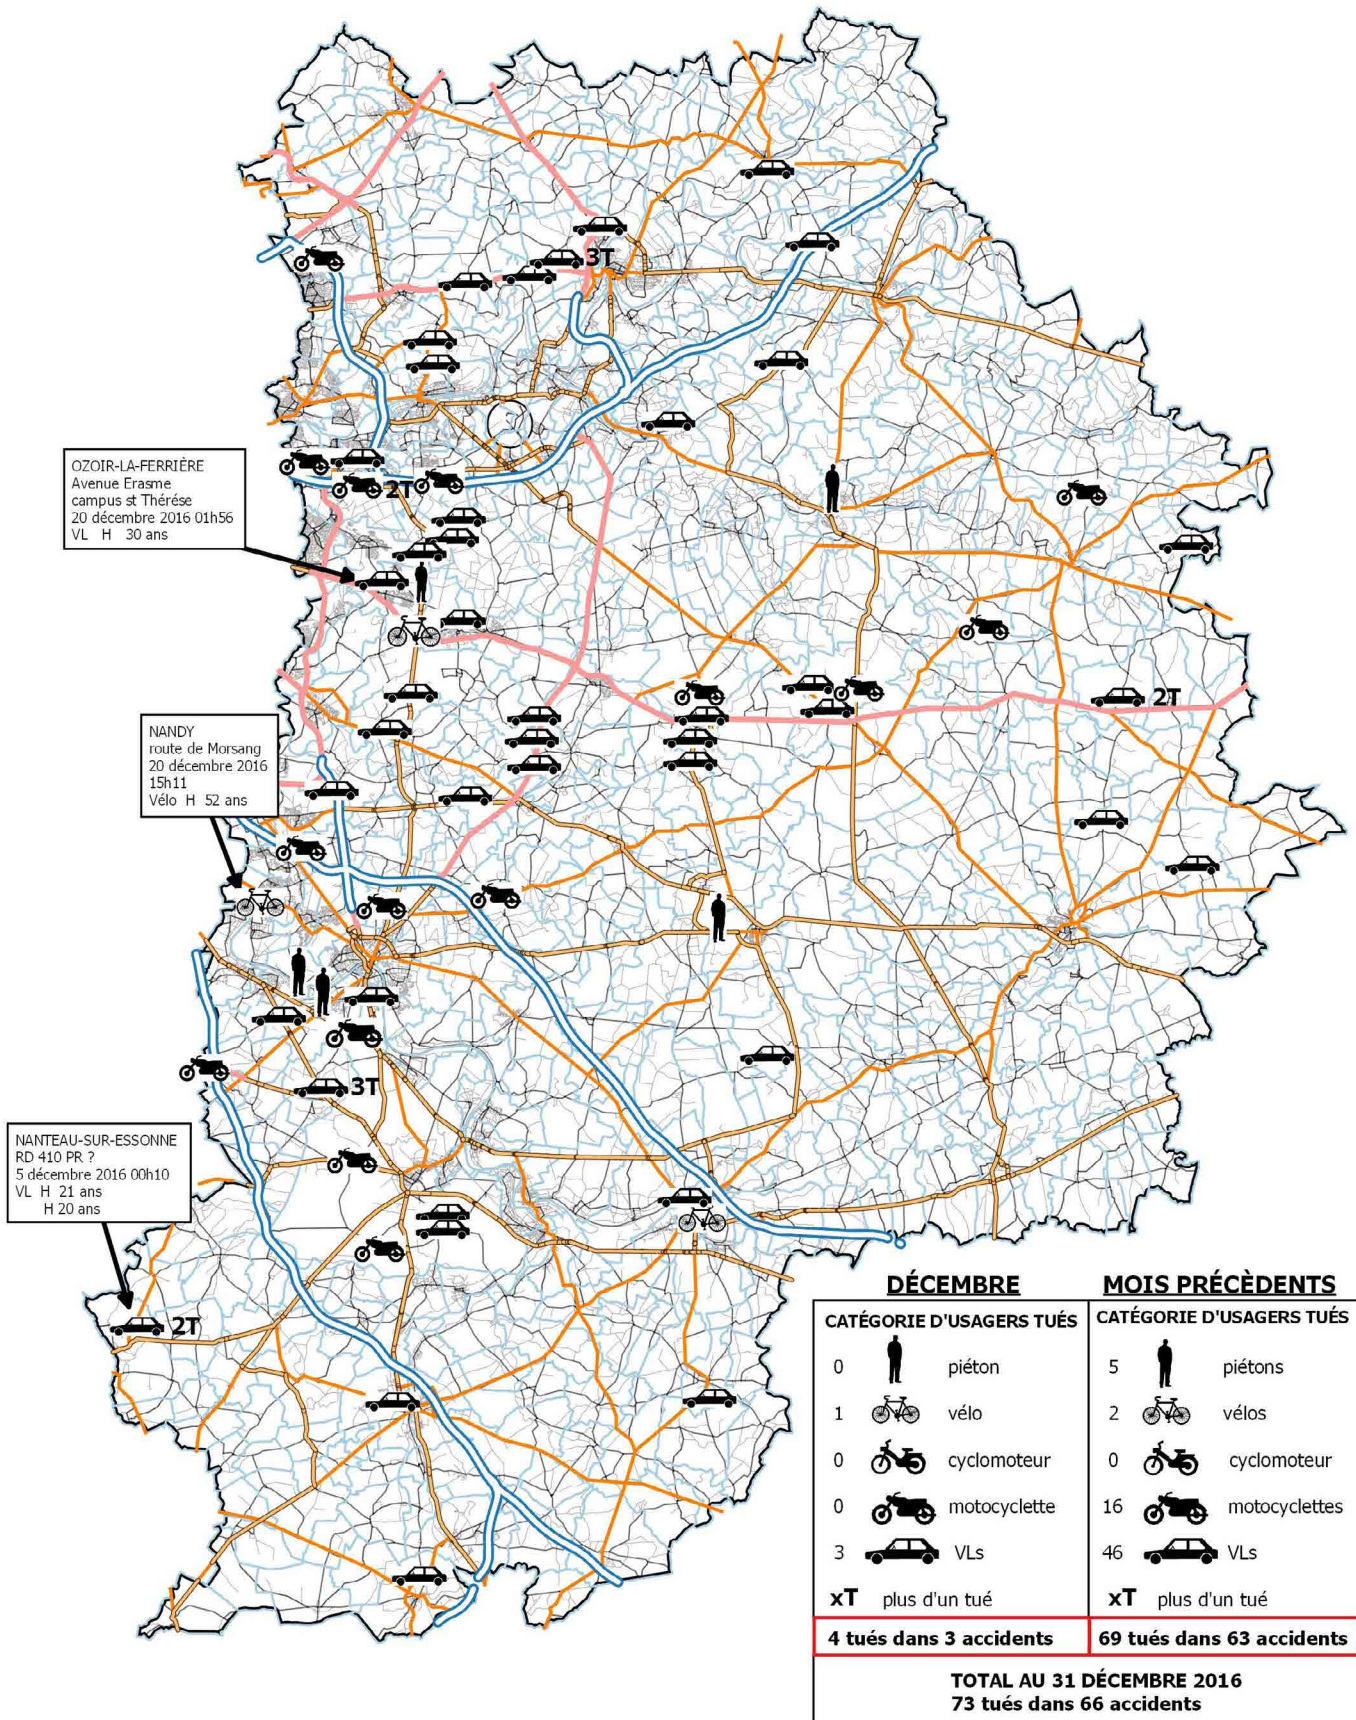 3T
OZOIR-LA-FERRIÈRE
Avenue Erasme
campus st Thérése
20 décembre 2016 01h56
VL H 30 ans
2T
NANDY
route de Morsang
20 décembre 2016
15h11
Vélo H 52 ans
2T
3T
NANTEAU-SUR-ESSONNE
RD 410 PR ?
5 décembre 2016 00h10
VL H 21 ans
H 20 ans
2T
DÉCEMBRE
CATÉGORIE D'USAGERS TUÉS
0 piéton
1 vélo
0 cyclomoteur
0 motocyclette
3 VLs
xT plus d'un tué
4 tués dans 3 accidents
MOIS PRÉCÈDENTS
CATÉGORIE D'USAGERS TUÉS
5 piétons
2 vélos
0 cyclomoteur
16 motocyclettes
46 VLs
xT plus d'un tué
69 tués dans 63 accidents
TOTAL AU 31 DÉCEMBRE 2016
73 tués dans 66 accidents